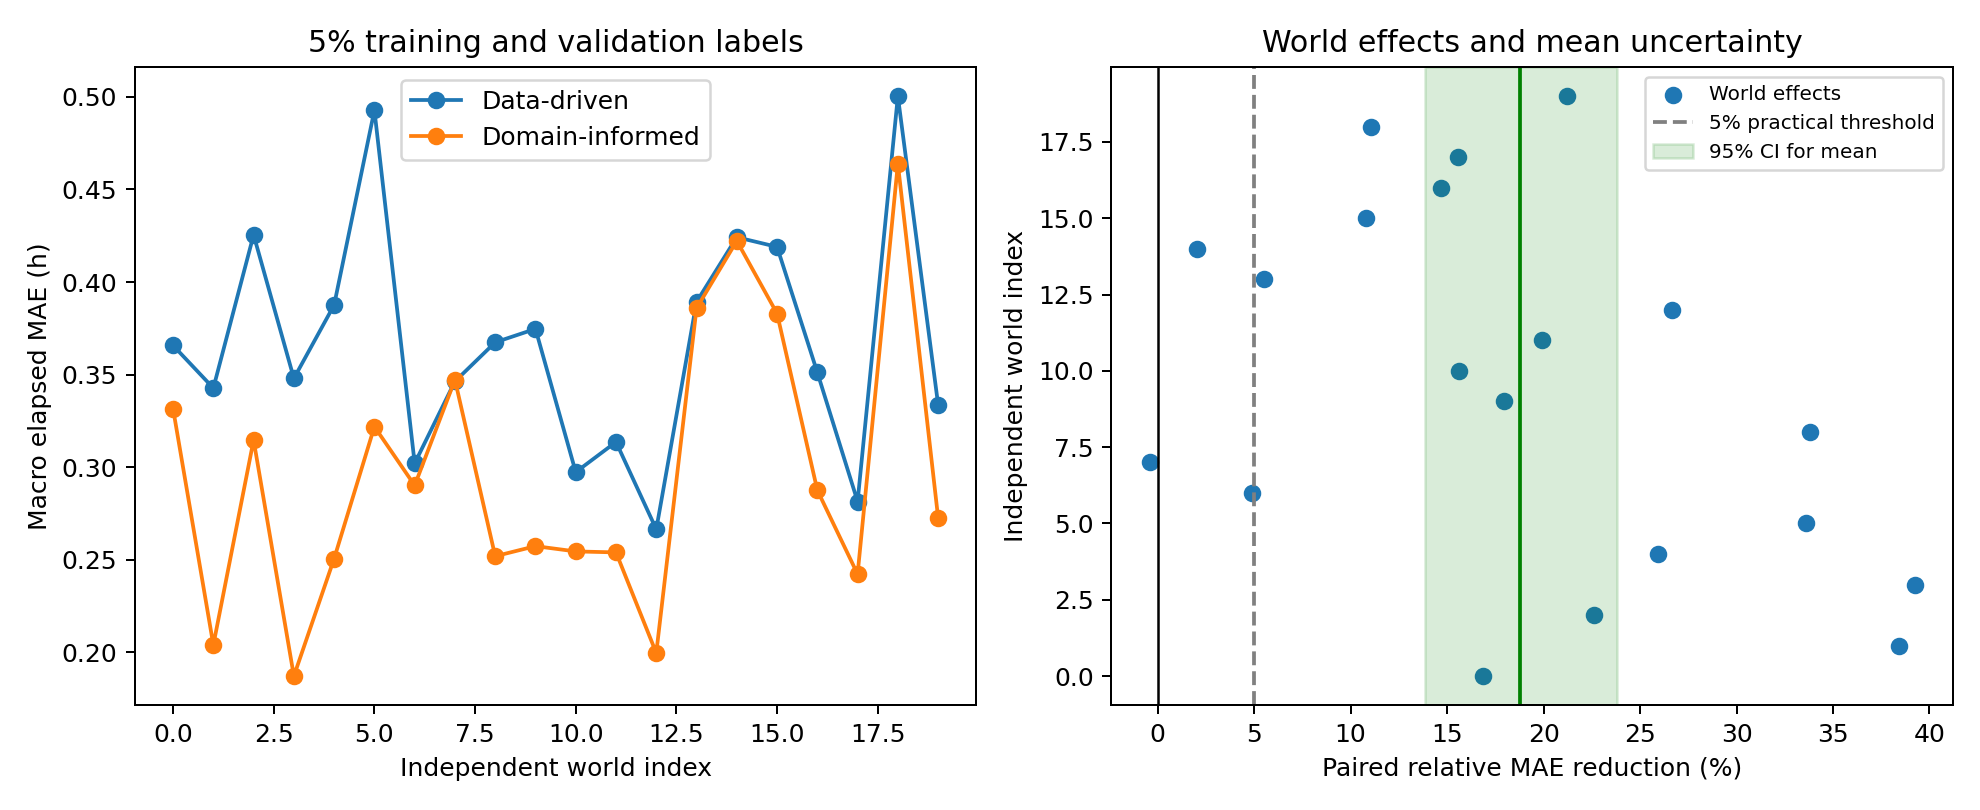 5% training and validation labels
Data-driven
Domain-informed
Macro elapsed MAE (h)
0.50
0.45
0.40
0.35
0.30
0.25
0.20
0.0 2.5 5.0 7.5 10.0 12.5 15.0 17.5
Independent world index
World effects and mean uncertainty
World effects
5% practical threshold
95% CI for mean
Independent world index
17.5
15.0
12.5
10.0
7.5
5.0
2.5
0.0
0 5 10 15 20 25 30 35 40
Paired relative MAE reduction (%)